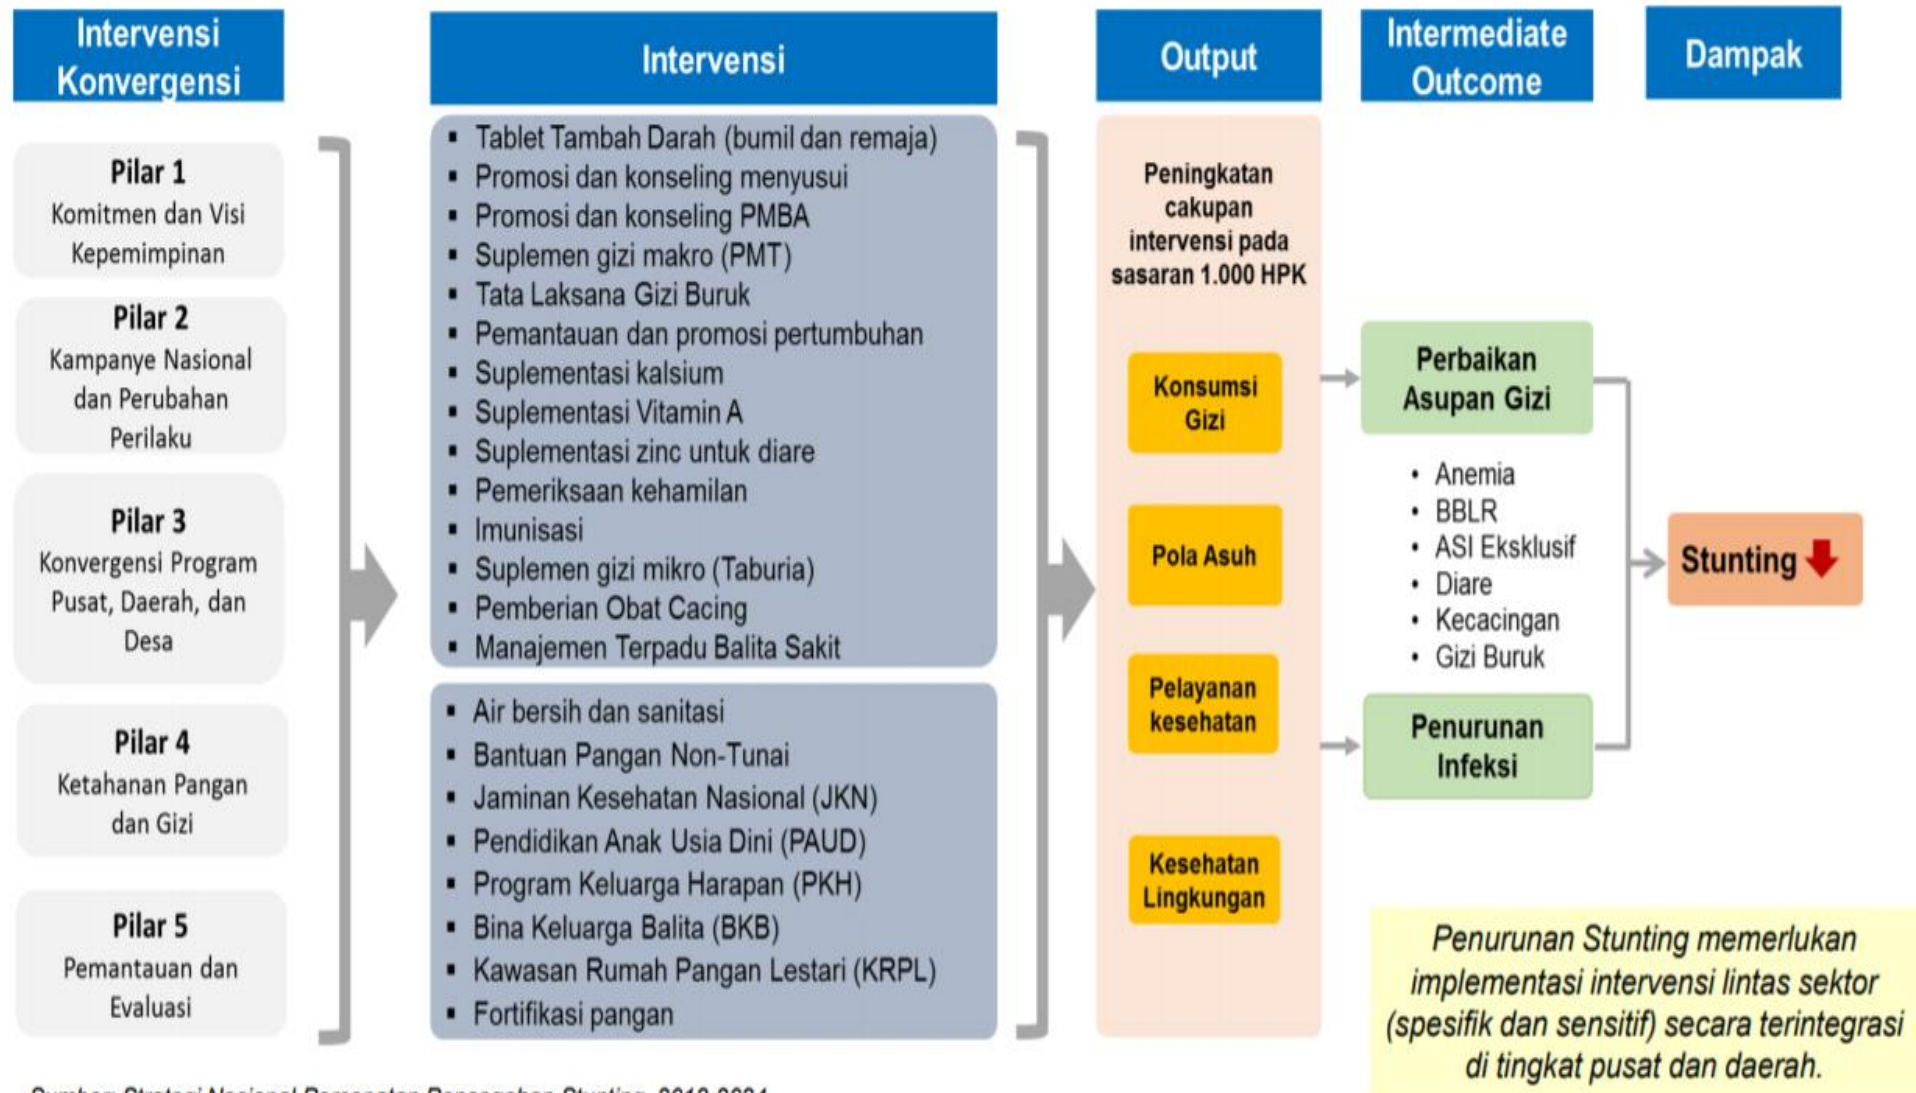 Intervensi
Konvergensi
Pilar 1
Komitmen dan Visi
Kepemimpinan
Pilar 2
Kampanye Nasional
dan Perubahan
Perilaku
Pilar 3
Konvergensi Program
Pusat, Daerah, dan
Desa
Pilar 4
Ketahanan Pangan
dan Gizi
Pilar 5
Pemantauan dan
Evaluasi
Intervensi
▪ Tablet Tambah Darah (bumil dan remaja)
▪ Promosi dan konseling menyusui
▪ Promosi dan konseling PMBA
▪ Suplemen gizi makro (PMT)
▪ Tata Laksana Gizi Buruk
▪ Pemantauan dan promosi pertumbuhan
▪ Suplementasi kalsium
▪ Suplementasi Vitamin A
▪ Suplementasi zinc untuk diare
▪ Pemeriksaan kehamilan
▪ Imunisasi
▪ Suplemen gizi mikro (Taburia)
▪ Pemberian Obat Cacing
▪ Manajemen Terpadu Balita Sakit
▪ Air bersih dan sanitasi
▪ Bantuan Pangan Non-Tunai
▪ Jaminan Kesehatan Nasional (JKN)
▪ Pendidikan Anak Usia Dini (PAUD)
▪ Program Keluarga Harapan (PKH)
▪ Bina Keluarga Balita (BKB)
▪ Kawasan Rumah Pangan Lestari (KRPL)
▪ Fortifikasi pangan
Output
Peningkatan
cakupan
intervensi pada
sasaran 1.000 HPK
Konsumsi
Gizi
Pola Asuh
Pelayanan
kesehatan
Kesehatan
Lingkungan
Intermediate
Outcome
Perbaikan
Asupan Gizi
• Anemia
• BBLR
• ASI Eksklusif
• Diare
• Kecacingan
• Gizi Buruk
Penurunan
Infeksi
Dampak
Stunting
Penurunan Stunting memerlukan
implementasi intervensi lintas sektor
(spesifik dan sensitif) secara terintegrasi
di tingkat pusat dan daerah.
Strategi Nasional Percepatan Pencegahan Stunting